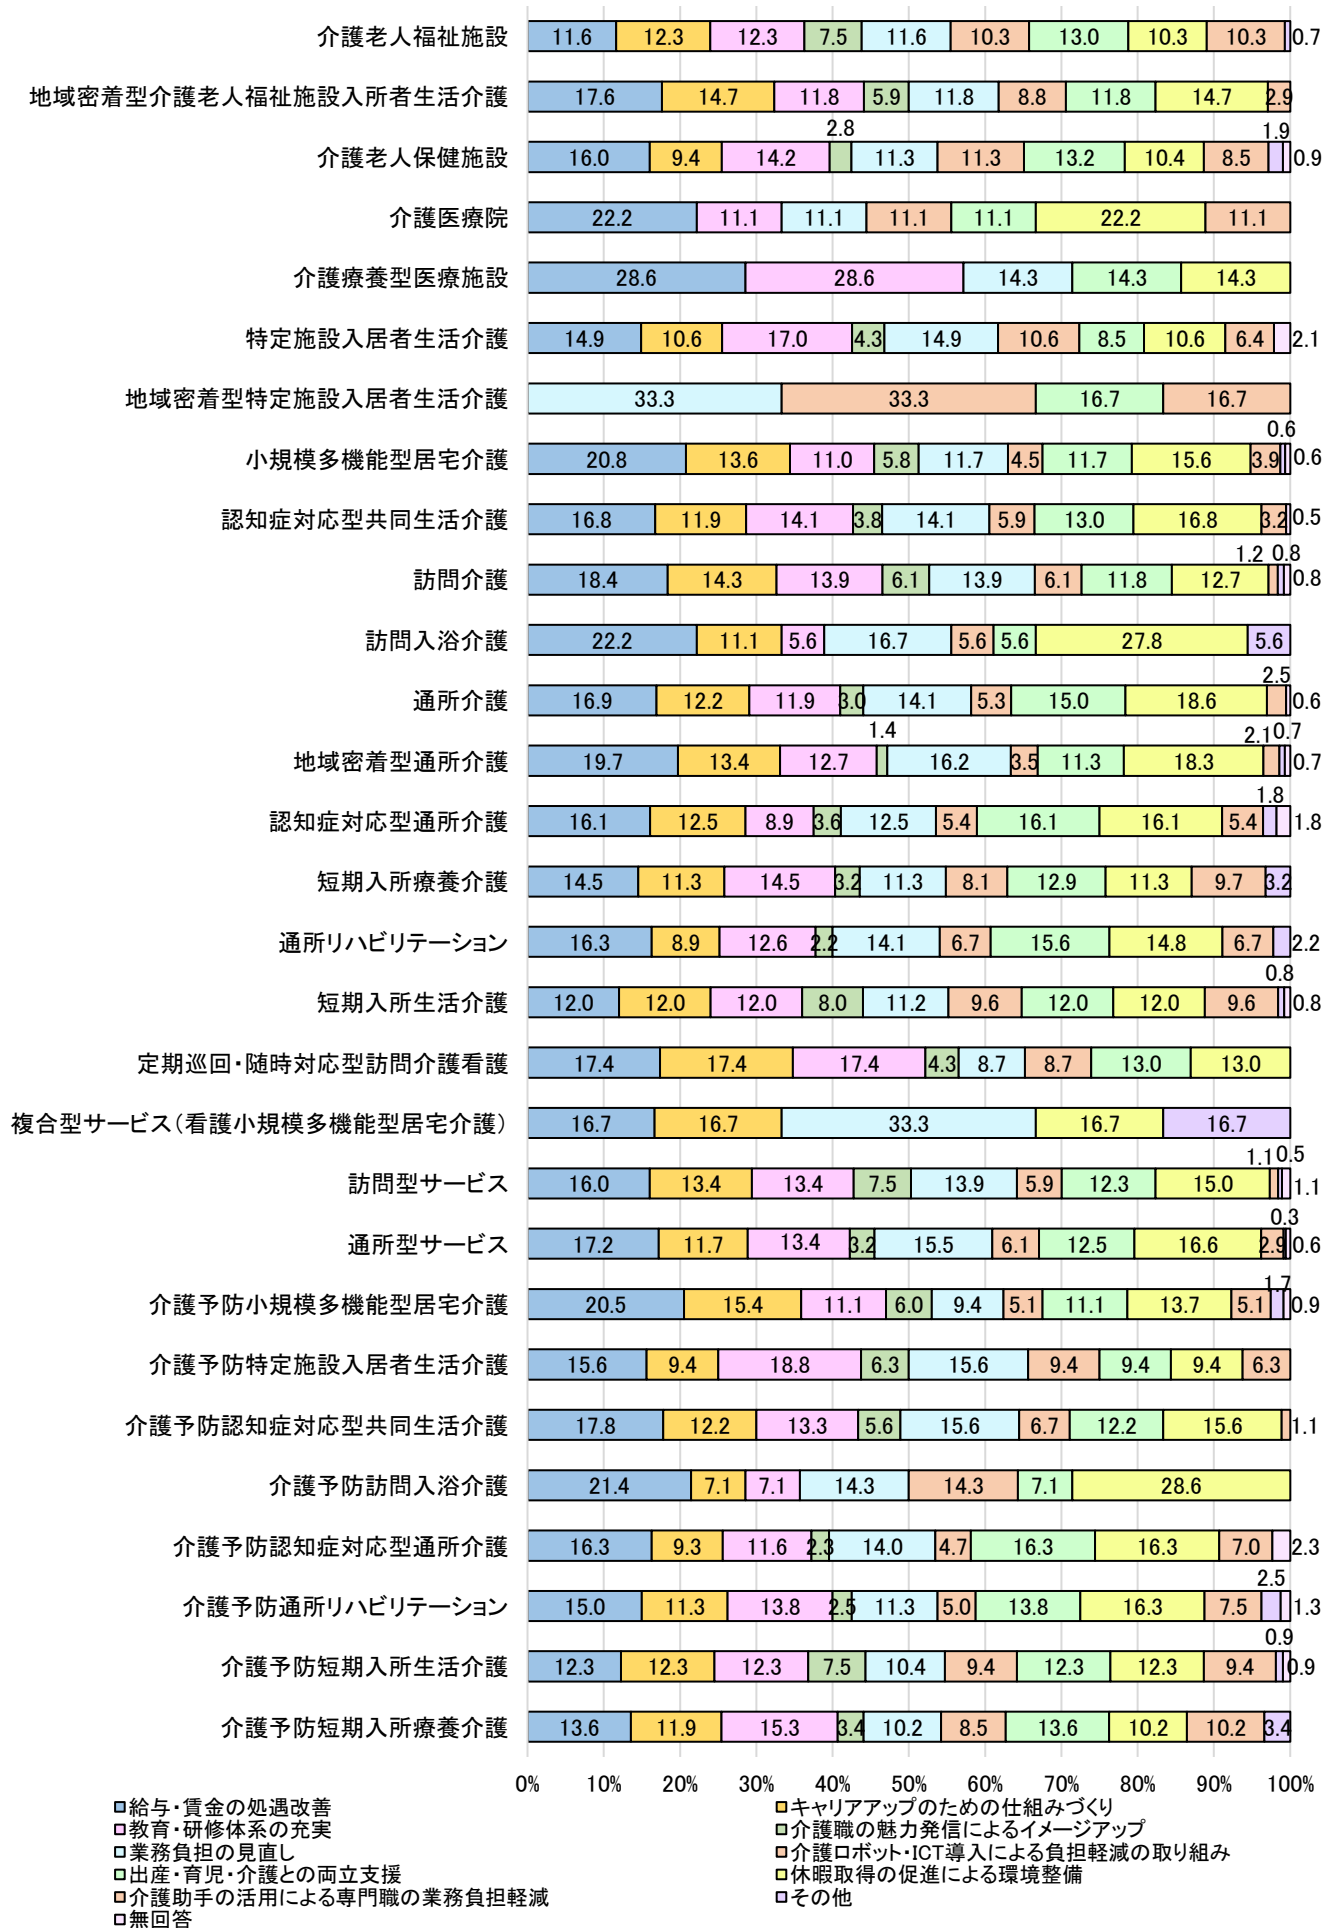 介護老人福祉施設 11.6 12.3 12.3 7.5 11.6 10.3 13.0 10.3 10.3 0.7
地域密着型介護老人福祉施設入所者生活介護 17.6 14.7 11.8 5.9 11.8 8.8 11.8 14.7 2.9
2.8 1.9
介護老人保健施設 16.0 9.4 14.2 11.3 11.3 13.2 10.4 8.5 0.9
介護医療院 22.2 11.1 11.1 11.1 11.1 22.2 11.1
介護療養型医療施設 28.6 28.6 14.3 14.3 14.3
特定施設入居者生活介護 14.9 10.6 17.0 4.3 14.9 10.6 8.5 10.6 6.4 2.1
地域密着型特定施設入居者生活介護 33.3 33.3 16.7 16.7
0.6
小規模多機能型居宅介護 20.8 13.6 11.0 5.8 11.7 4.5 11.7 15.6 3.9 0.6
認知症対応型共同生活介護 16.8 11.9 14.1 3.8 14.1 5.9 13.0 16.8 3.2 0.5
1.2 0.8
訪問介護 18.4 14.3 13.9 6.1 13.9 6.1 11.8 12.7 0.8
訪問入浴介護 22.2 11.1 5.6 16.7 5.6 5.6 27.8 5.6
2.5
通所介護 16.9 12.2 11.9 3.0 14.1 5.3 15.0 18.6 0.6
1.4 2.1 0.7
地域密着型通所介護 19.7 13.4 12.7 16.2 3.5 11.3 18.3 0.7
1.8
認知症対応型通所介護 16.1 12.5 8.9 3.6 12.5 5.4 16.1 16.1 5.4 1.8
短期入所療養介護 14.5 11.3 14.5 3.2 11.3 8.1 12.9 11.3 9.7 3.2
通所リハビリテーション 16.3 8.9 12.6 2.2 14.1 6.7 15.6 14.8 6.7 2.2
0.8
短期入所生活介護 12.0 12.0 12.0 8.0 11.2 9.6 12.0 12.0 9.6 0.8
定期巡回・随時対応型訪問介護看護 17.4 17.4 17.4 4.3 8.7 8.7 13.0 13.0
複合型サービス（看護小規模多機能型居宅介護） 16.7 16.7 33.3 16.7 16.7
1.1 0.5
訪問型サービス 16.0 13.4 13.4 7.5 13.9 5.9 12.3 15.0 1.1
0.3
通所型サービス 17.2 11.7 13.4 3.2 15.5 6.1 12.5 16.6 2.9 0.6
1.7
介護予防小規模多機能型居宅介護 20.5 15.4 11.1 6.0 9.4 5.1 11.1 13.7 5.1 0.9
介護予防特定施設入居者生活介護 15.6 9.4 18.8 6.3 15.6 9.4 9.4 9.4 6.3
介護予防認知症対応型共同生活介護 17.8 12.2 13.3 5.6 15.6 6.7 12.2 15.6 1.1
介護予防訪問入浴介護 21.4 7.1 7.1 14.3 14.3 7.1 28.6
介護予防認知症対応型通所介護 16.3 9.3 11.6 2.3 14.0 4.7 16.3 16.3 7.0 2.3
2.5
介護予防通所リハビリテーション 15.0 11.3 13.8 2.5 11.3 5.0 13.8 16.3 7.5 1.3
0.9
介護予防短期入所生活介護 12.3 12.3 12.3 7.5 10.4 9.4 12.3 12.3 9.4 0.9
介護予防短期入所療養介護 13.6 11.9 15.3 3.4 10.2 8.5 13.6 10.2 10.2 3.4
0% 10% 20% 30% 40% 50% 60% 70% 80% 90% 100%
給与・賃金の処遇改善 キャリアアップのための仕組みづくり
教育・研修体系の充実 介護職の魅力発信によるイメージアップ
業務負担の見直し 介護ロボット・ICT導入による負担軽減の取り組み
出産・育児・介護との両立支援 休暇取得の促進による環境整備
介護助手の活用による専門職の業務負担軽減 その他
無回答